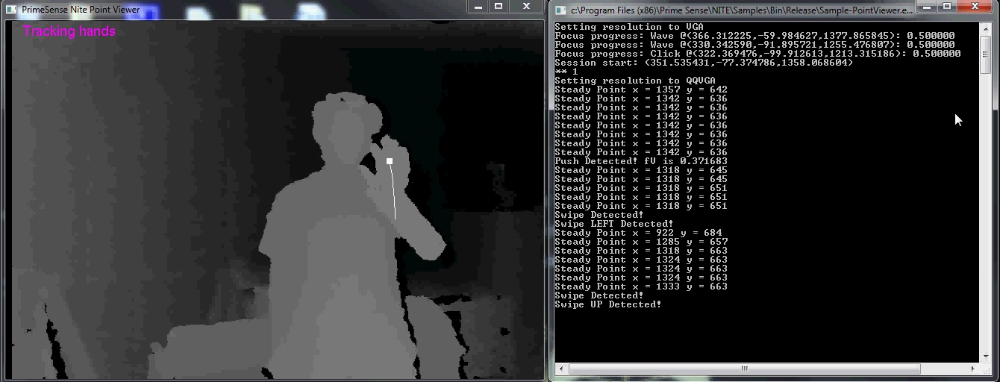 PrimeSense Nite Point Viewer
Tracking hands
c:\Program Files (x86)\Prime Sense\NITE\Samples\Bin\Release\Sample-PointViewer.e...
Setting resolution to VGA
Focus progress: Wave @(366.312225,-59.984627,1377.865845): 0.500000
Focus progress: Wave @(330.342590,-91.895721,1255.476807): 0.500000
Focus progress: Click @(322.369476,-99.912613,1213.315186): 0.500000
Session start: (351.535431,-77.374786,1358.068604)
** 1
Setting resolution to QQVGA
Steady Point x = 1357 y = 642
Steady Point x = 1342 y = 636
Steady Point x = 1342 y = 636
Steady Point x = 1342 y = 636
Steady Point x = 1342 y = 636
Steady Point x = 1342 y = 636
Steady Point x = 1342 y = 636
Steady Point x = 1342 y = 636
Push Detected! fV is 0.371683
Steady Point x = 1318 y = 645
Steady Point x = 1318 y = 645
Steady Point x = 1318 y = 651
Steady Point x = 1318 y = 651
Steady Point x = 1318 y = 651
Swipe Detected!
Swipe LEFT Detected!
Steady Point x = 922 y = 684
Steady Point x = 1285 y = 657
Steady Point x = 1318 y = 663
Steady Point x = 1324 y = 663
Steady Point x = 1324 y = 663
Steady Point x = 1324 y = 663
Steady Point x = 1333 y = 663
Swipe Detected!
Swipe UP Detected!